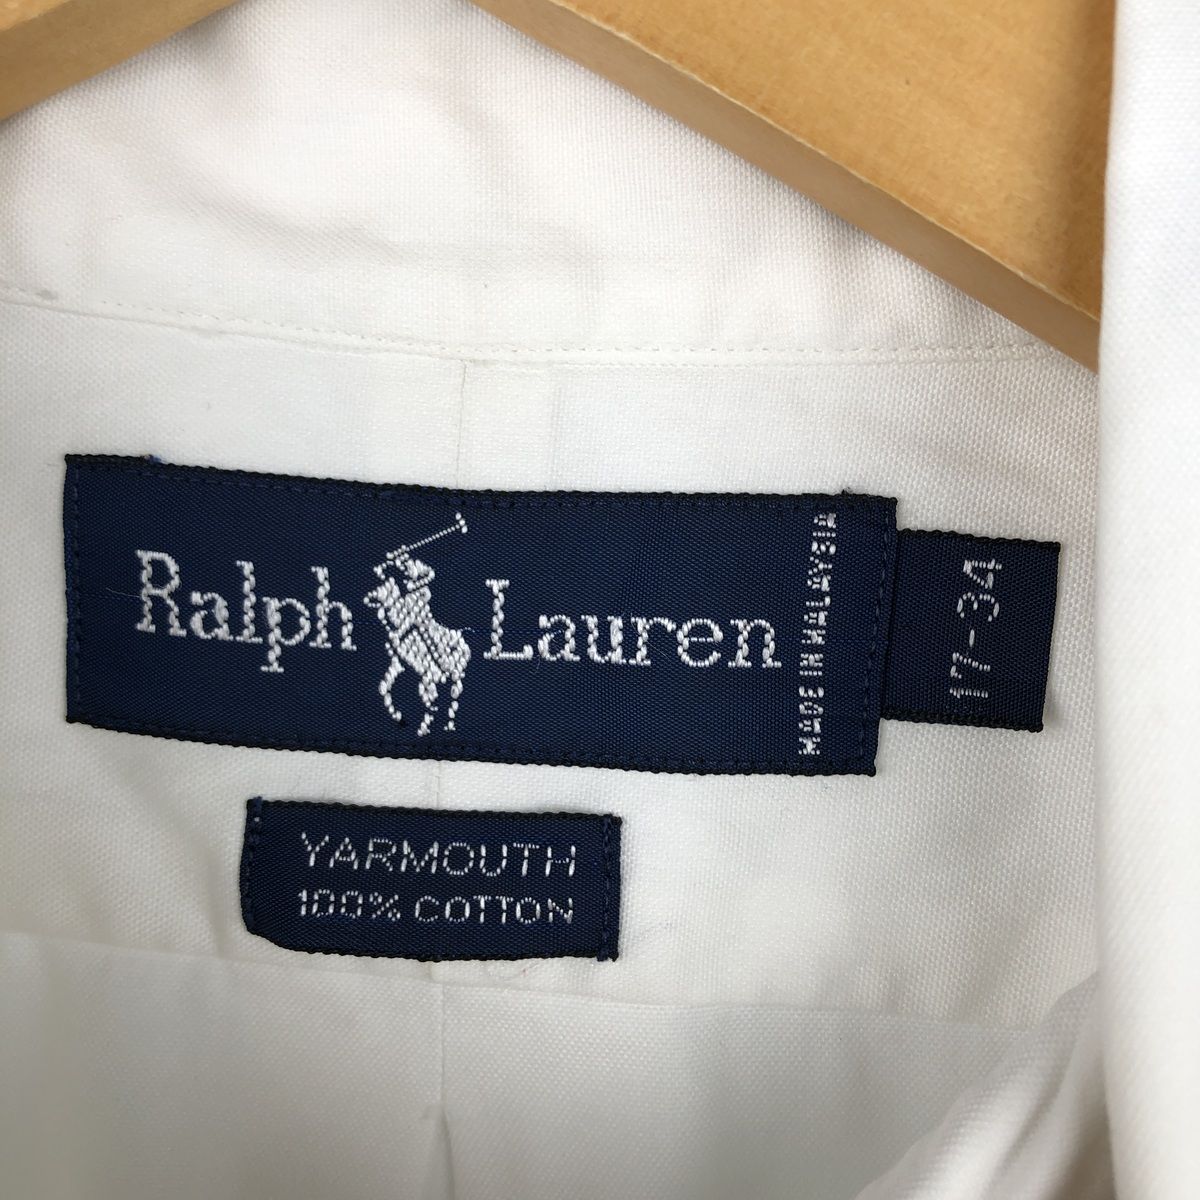 Ralph Lauren
MADE IN MALAYSIA
17-34
YARMOUTH
100% COTTON